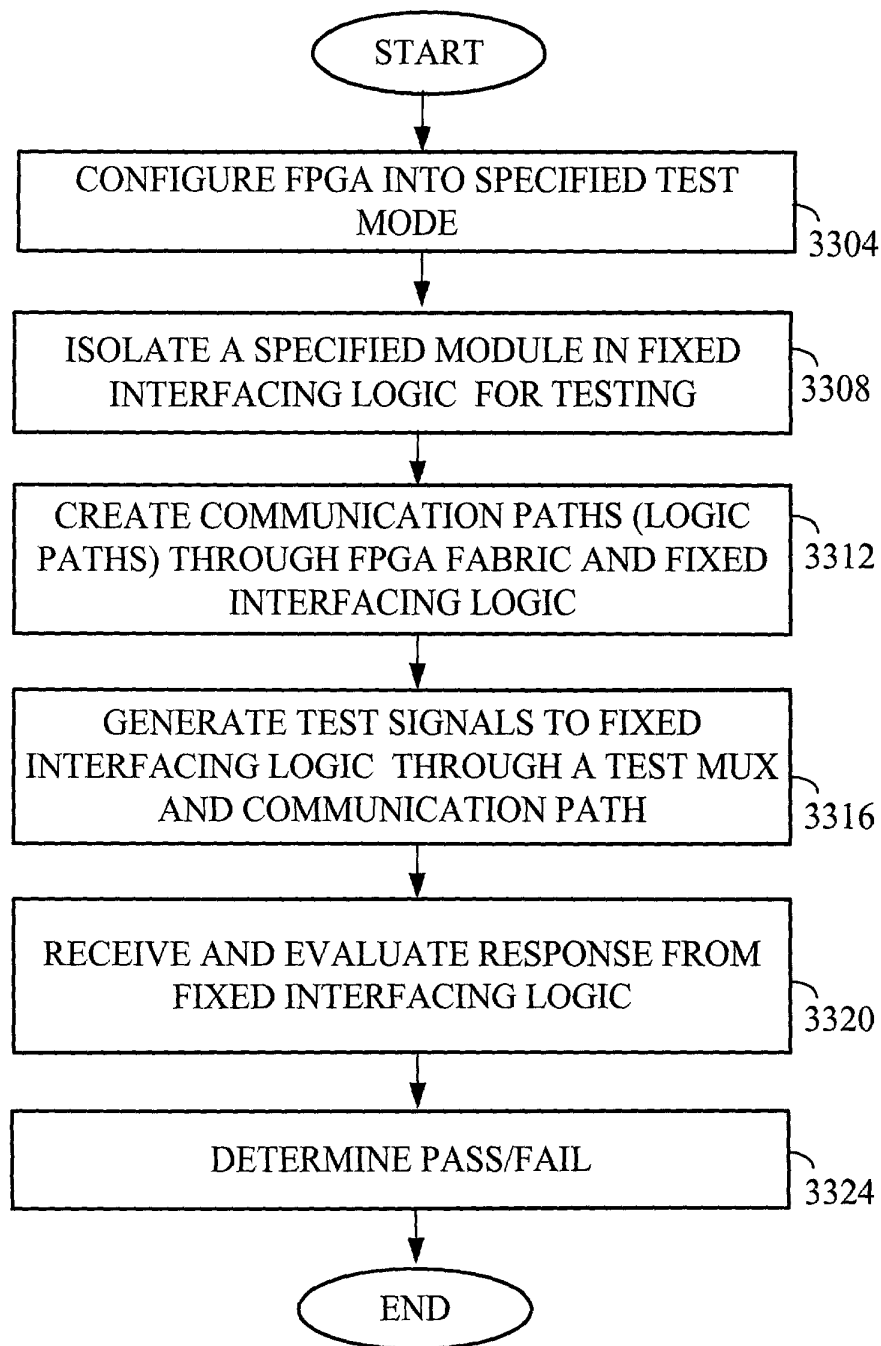 START
CONFIGURE FPGA INTO SPECIFIED TEST
MODE
3304
ISOLATE A SPECIFIED MODULE IN FIXED
INTERFACING LOGIC FOR TESTING
3308
CREATE COMMUNICATION PATHS (LOGIC
PATHS) THROUGH FPGA FABRIC AND FIXED
INTERFACING LOGIC
3312
GENERATE TEST SIGNALS TO FIXED
INTERFACING LOGIC THROUGH A TEST MUX
AND COMMUNICATION PATH
3316
RECEIVE AND EVALUATE RESPONSE FROM
FIXED INTERFACING LOGIC
3320
DETERMINE PASS/FAIL
3324
END